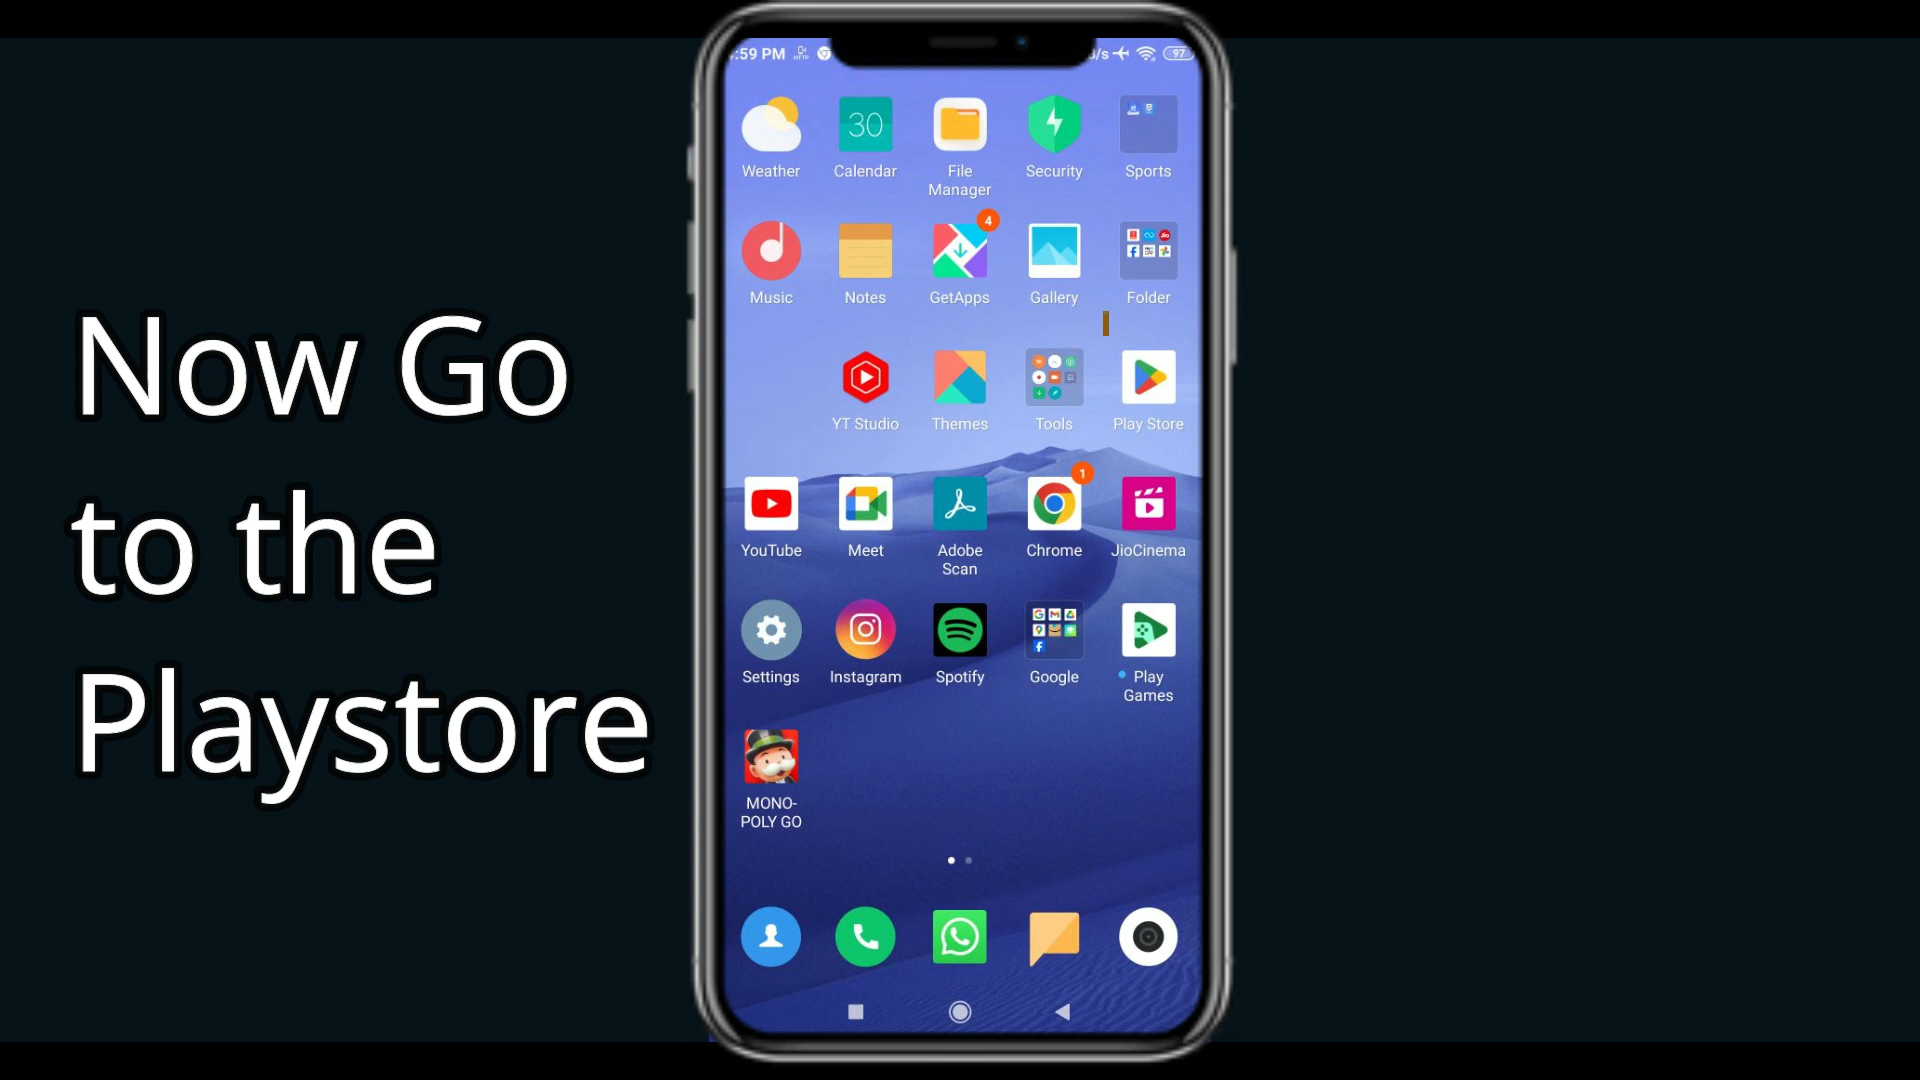 :59 PM
/s
97
30
Weather
Calendar
File
Manager
Security
Sports
4
Music
Notes
GetApps
Gallery
Folder
Now Go
to the
Playstore
YT Studio
Themes
Tools
Play Store
1
YouTube
Meet
Adobe
Scan
Chrome
JioCinema
Settings
Instagram
Spotify
Google
Play
Games
MONO-
POLY GO